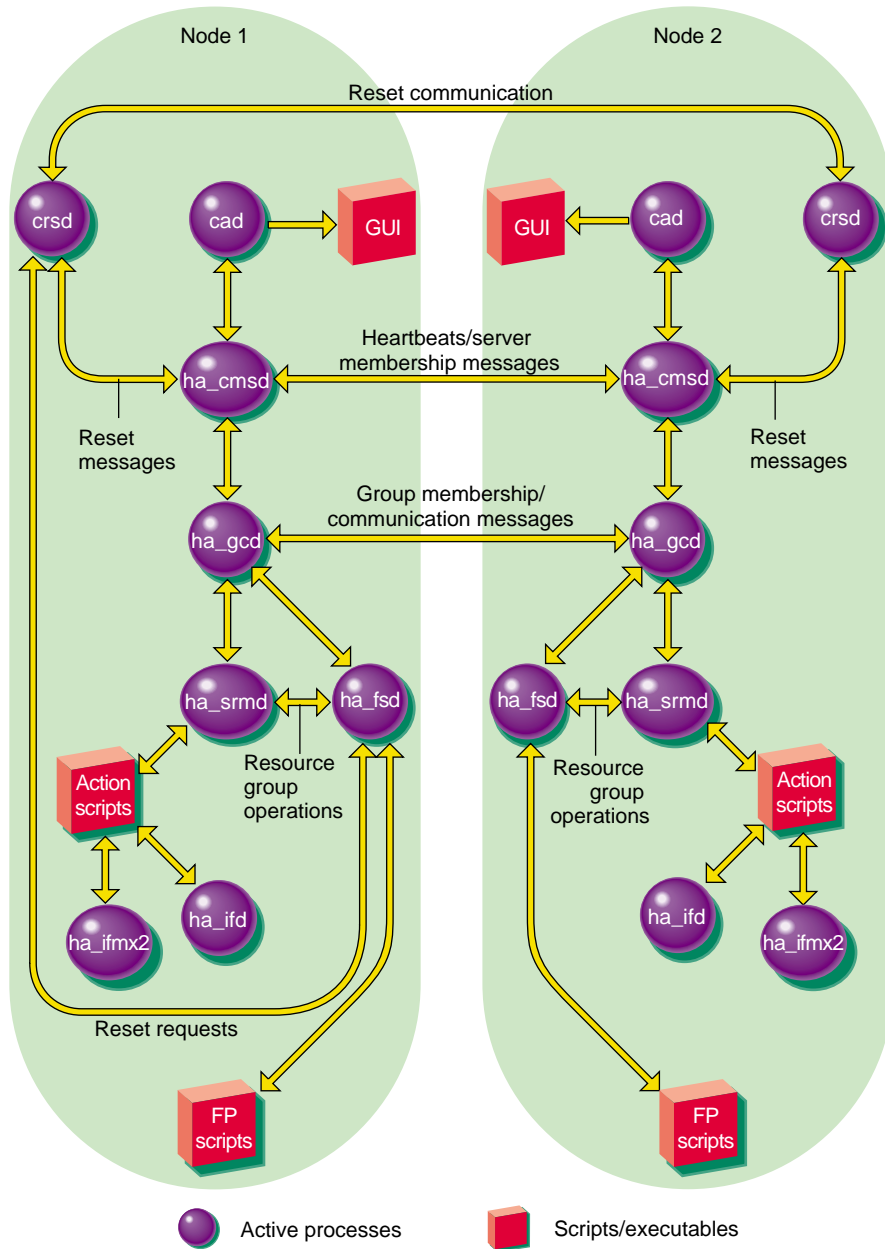 Node 1
Node 2
Reset communication
crsd
cad
GUI
GUI
cad
crsd
Heartbeats/server
membership messages
ha_cmsd
ha_cmsd
Reset
messages
Reset
messages
Group membership/
communication messages
ha_gcd
ha_gcd
ha_srmd
ha_fsd
ha_fsd
ha_srmd
Resource
group
operations
Resource
group
operations
Action
scripts
Action
scripts
ha_ifmx2
ha_ifd
ha_ifd
ha_ifmx2
Reset requests
FP
scripts
FP
scripts
Active processes
Scripts/executables